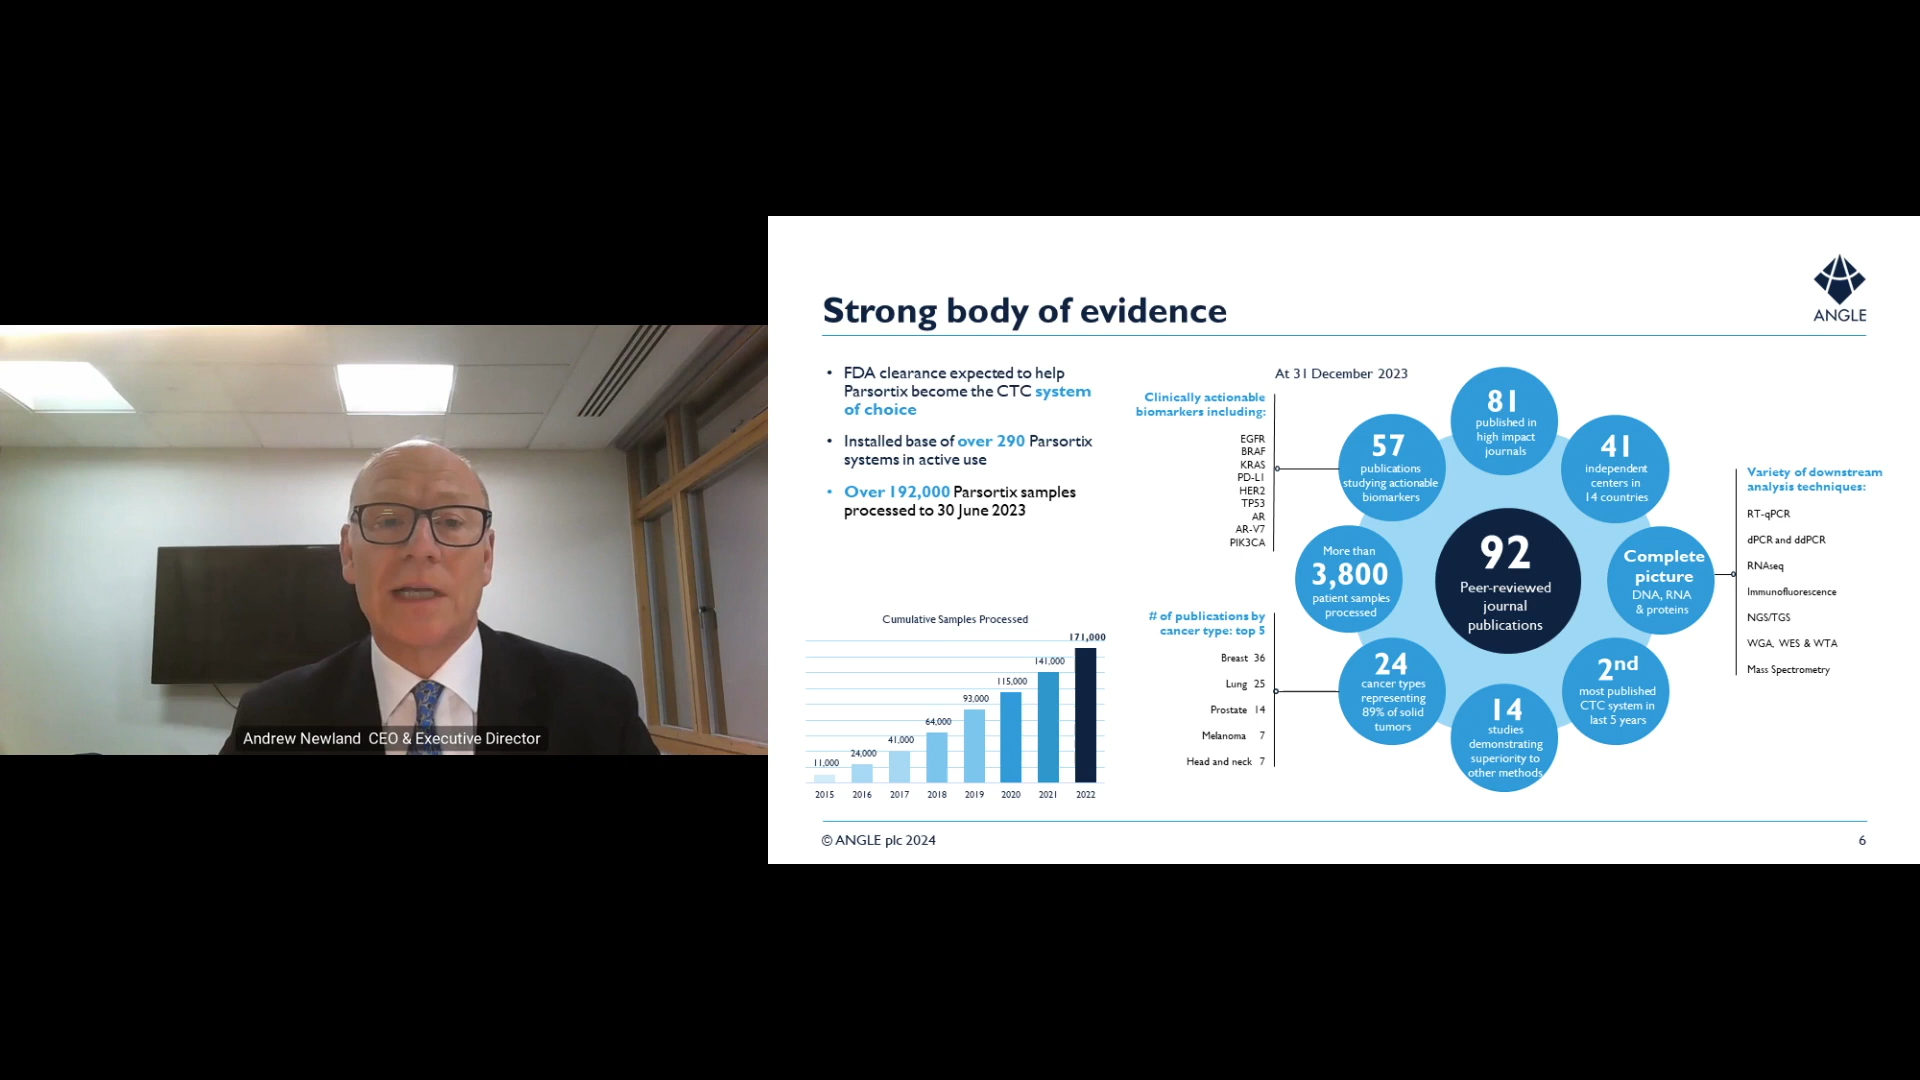 Andrew Newland  CEO & Executive Director
Strong body of evidence
ANGLE
• FDA clearance expected to help
Parsortix become the CTC system
of choice
• Installed base of over 290 Parsortix
systems in active use
• Over 192,000 Parsortix samples
processed to 30 June 2023
Cumulative Samples Processed
11,000
24,000
41,000
64,000
93,000
115,000
141,000
171,000
2015 2016 2017 2018 2019 2020 2021 2022
At 31 December 2023
Clinically actionable
biomarkers including:
EGFR
BRAF
KRAS
PD-L1
HER2
TP53
AR
AR-V7
PIK3CA
# of publications by
cancer type: top 5
Breast 36
Lung 25
Prostate 14
Melanoma 7
Head and neck 7
92
Peer-reviewed
journal
publications
81
published in
high impact
journals
41
independent
centers in
14 countries
Complete
picture
DNA, RNA
& proteins
2nd
most published
CTC system in
last 5 years
14
studies
demonstrating
superiority to
other methods
24
cancer types
representing
89% of solid
tumors
More than
3,800
patient samples
processed
57
publications
studying actionable
biomarkers
Variety of downstream
analysis techniques:
RT-qPCR
dPCR and ddPCR
RNAseq
Immunofluorescence
NGS/TGS
WGA, WES & WTA
Mass Spectrometry
© ANGLE plc 2024
6